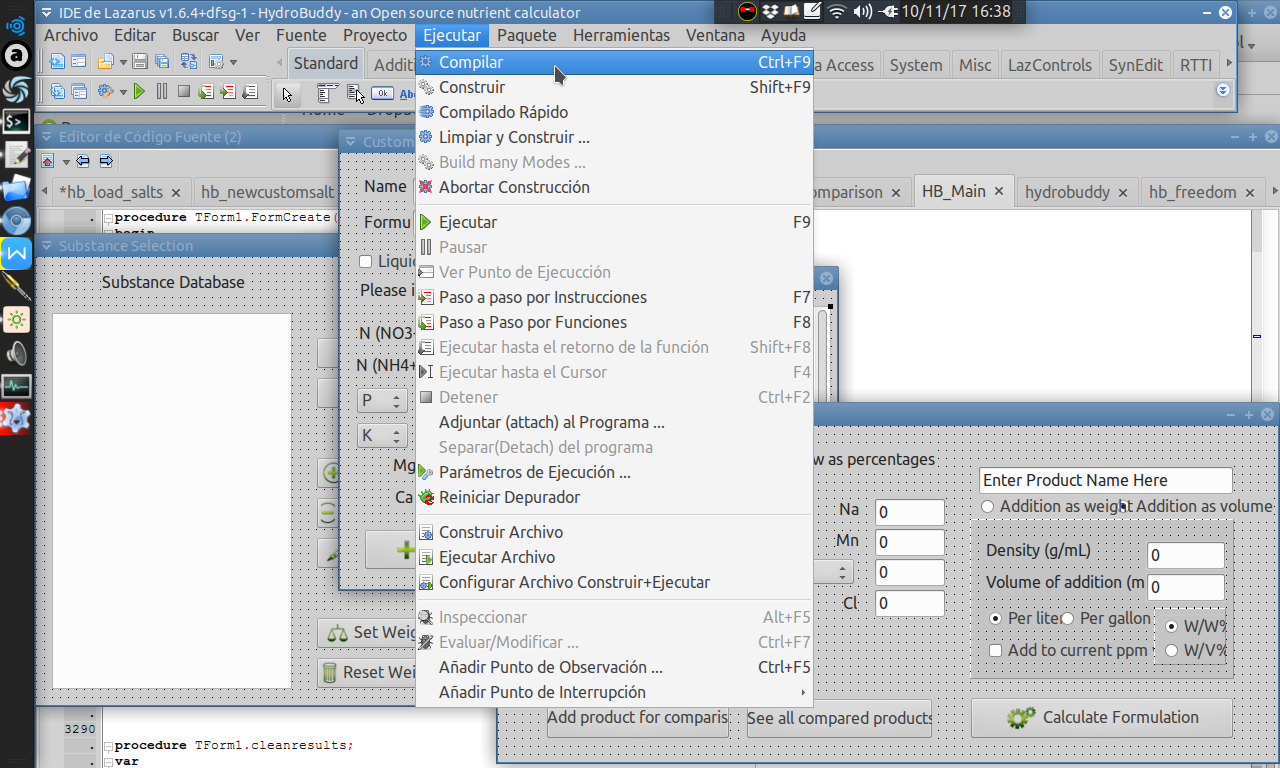 IDE de Lazarus v1.6.4+dfsg-1 - HydroBuddy - an Open source nutrient calculator
10/11/17 16:38
Archivo Editar Buscar Ver Fuente Proyecto Ejecutar Paquete Herramientas Ventana Ayuda
Standard Additi
Access System Misc LazControls SynEdit RTTI
Ok Abc
Compilar Ctrl+F9
Construir Shift+F9
Compilado Rápido
Limpiar y Construir ...
Build many Modes ...
Abortar Construcción
Ejecutar F9
Pausar
Ver Punto de Ejecucción
Paso a paso por Instrucciones F7
Paso a Paso por Funciones F8
Ejecutar hasta el retorno de la función Shift+F8
Ejecutar hasta el Cursor F4
Detener Ctrl+F2
Adjuntar (attach) al Programa ...
Separar(Detach) del programa
Parámetros de Ejecución ...
Reiniciar Depurador
Construir Archivo
Ejecutar Archivo
Configurar Archivo Construir+Ejecutar
Inspeccionar Alt+F5
Evaluar/Modificar ... Ctrl+F7
Añadir Punto de Observación ... Ctrl+F5
Añadir Punto de Interrupción
Editor de Código Fuente (2)
*hb_load_salts hb_newcustomsalt
omparison HB_Main hydrobuddy hb_freedom
procedure TForm1.FormCreate(
begin
Substance Selection
Substance Database
Custom
Name
Formu
Liquid
Please i
N (NO3-
N (NH4+
P
K
Mg
Ca
Set Weig
Reset Wei
w as percentages
Na 0
Mn 0
0
Cl 0
Enter Product Name Here
Addition as weight Addition as volume
Density (g/mL) 0
Volume of addition (m 0
Per liter Per gallon
W/W%
Add to current ppm
W/V%
Add product for comparis
See all compared products
Calculate Formulation
3290
procedure TForm1.cleanresults;
var